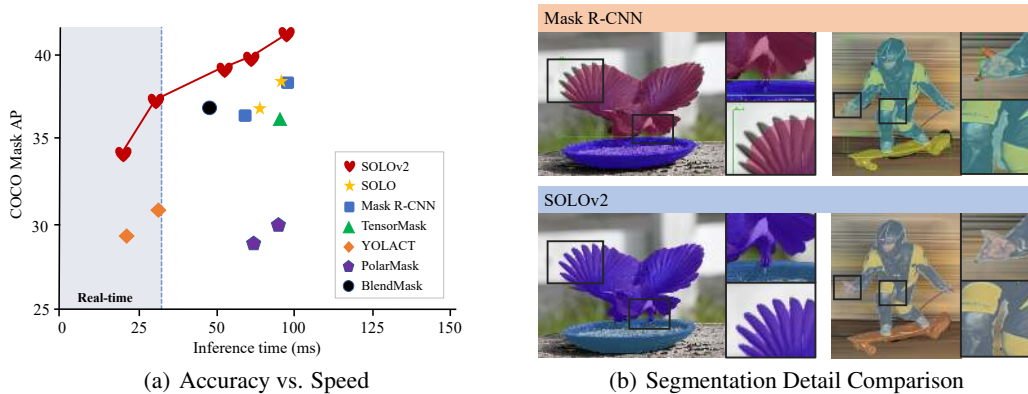 COCO Mask AP
40
35
30
25
0
25
50
100
125
150
Real-time
Inference time (ms)
SOLOv2
SOLO
Mask R-CNN
TensorMask
YOLACT
PolarMask
BlendMask
(a) Accuracy vs. Speed
Mask R-CNN
SOLOv2
(b) Segmentation Detail Comparison